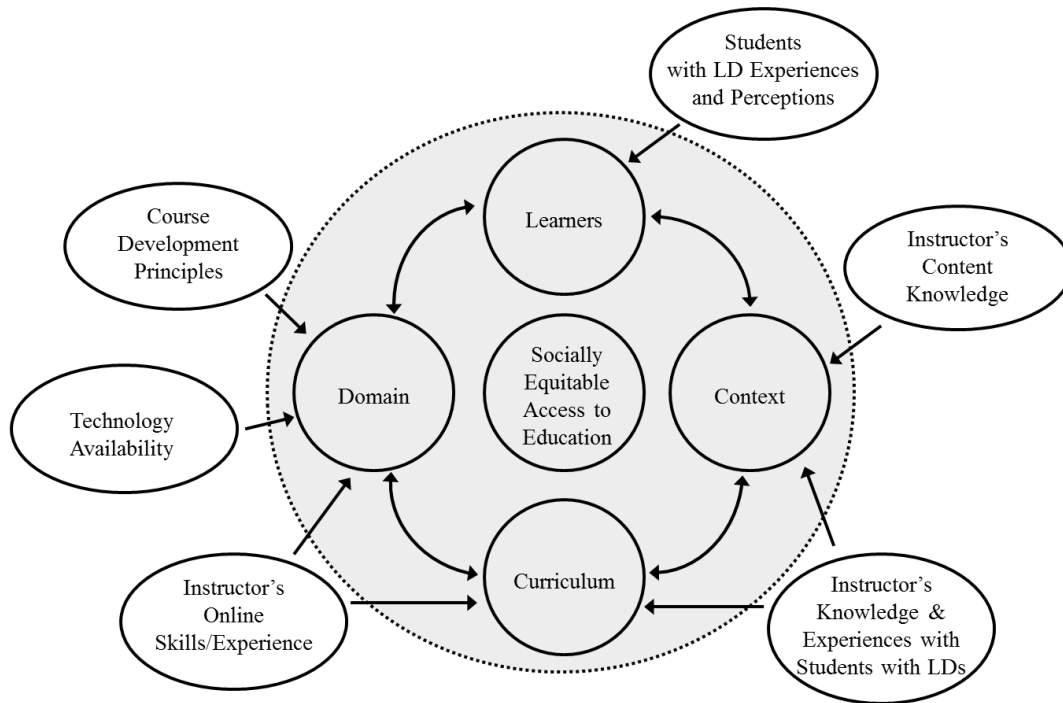 Students
with LD Experiences
and Perceptions
Course
Development
Principles
Learners
Instructor’s
Content
Knowledge
Socially
Equitable
Access to
Education
Domain
Context
Technology
Availability
Instructor’s
Online
Skills/Experience
Curriculum
Instructor’s
Knowledge &
Experiences with
Students with LDs